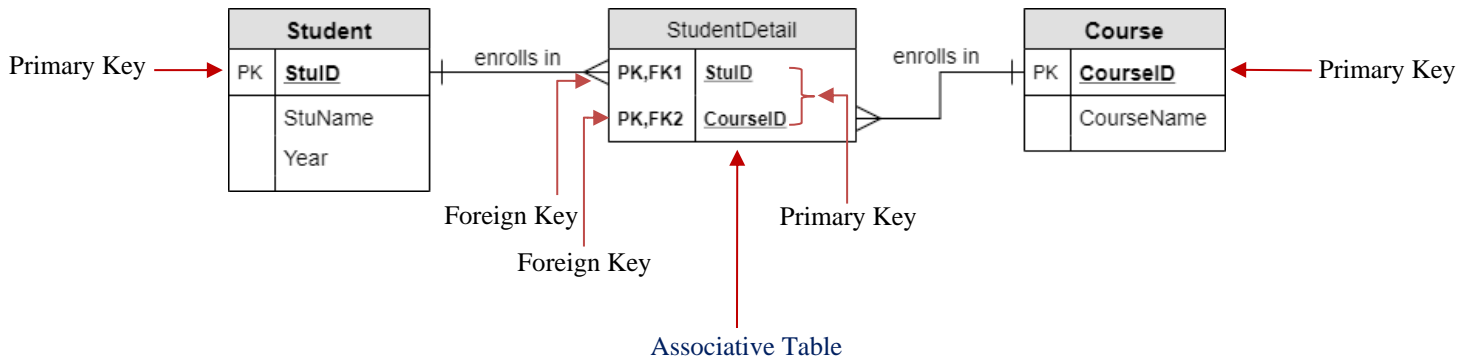 Student
StudentDetail
Course
enrolls in
enrolls in
Primary Key
PK StuID
PK,FK1 StuID
PK CourseID
Primary Key
StuName
PK,FK2 CourseID
CourseName
Year
Foreign Key
Primary Key
Foreign Key
Associative Table